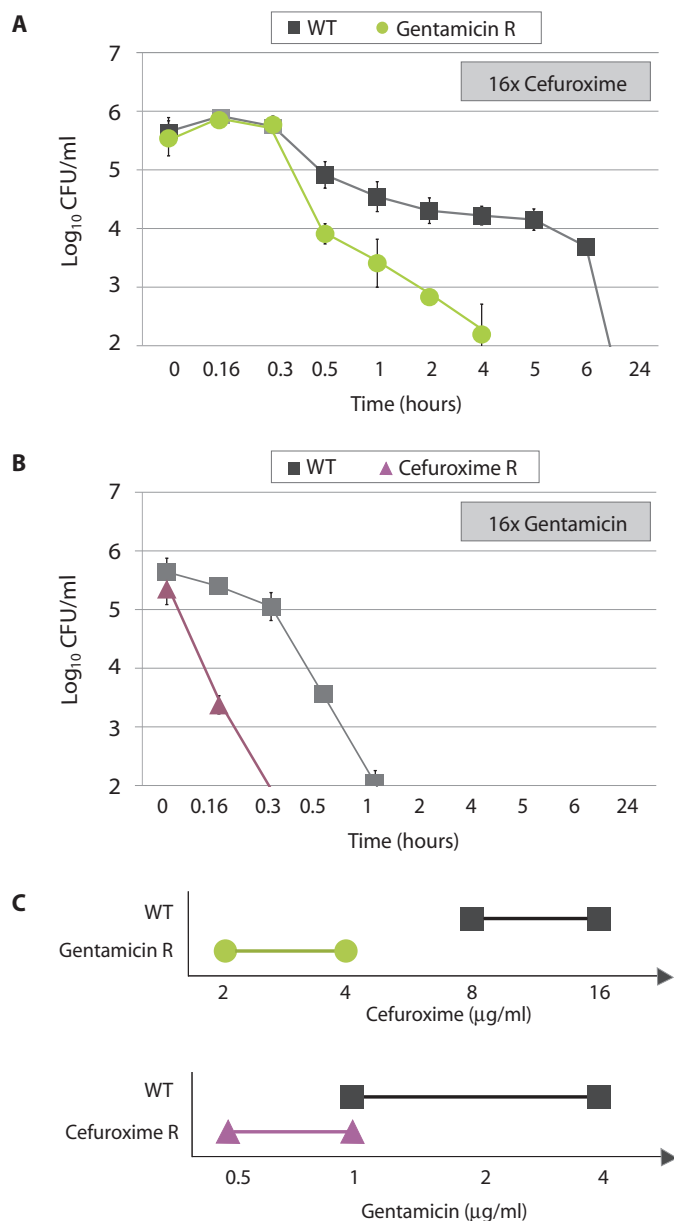 A
WT Gentamicin R
16x Cefuroxime
7
6
5
4
3
2
Log10 CFU/ml
0 0.16 0.3 0.5 1 2 4 5 6 24
Time (hours)
B
WT Cefuroxime R
16x Gentamicin
7
6
5
4
3
2
Log10 CFU/ml
0 0.16 0.3 0.5 1 2 4 5 6 24
Time (hours)
C
WT
Gentamicin R
2 4 8 16
Cefuroxime (μg/ml)
WT
Cefuroxime R
0.5 1 2 4
Gentamicin (μg/ml)